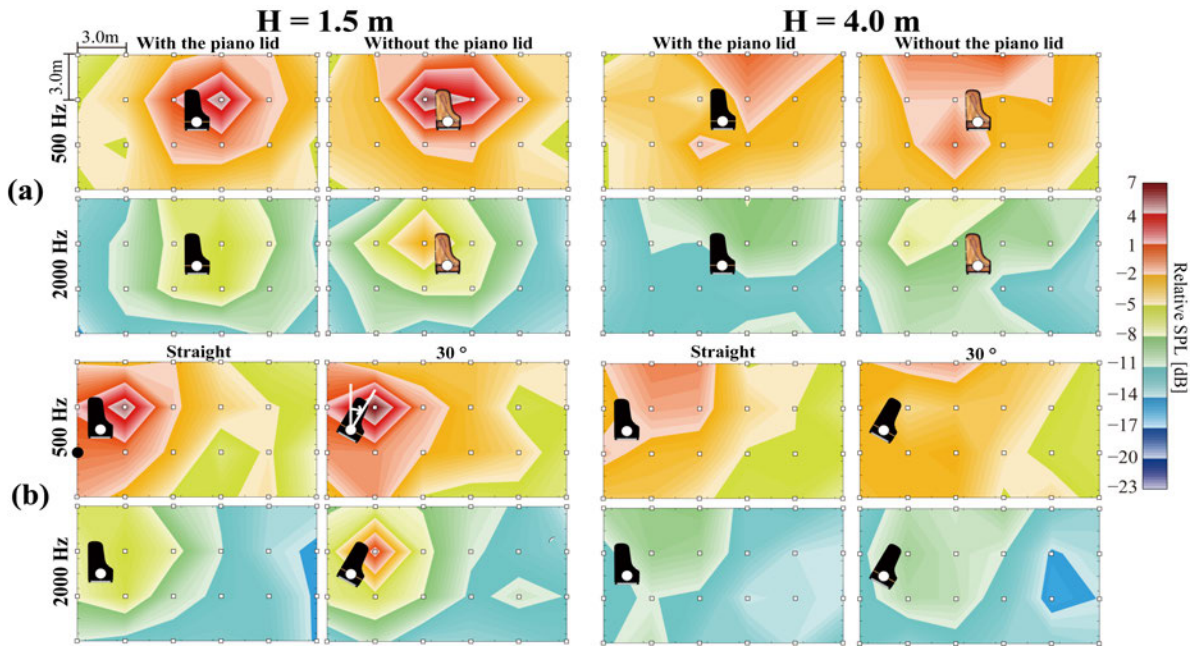 H = 1.5 m H = 4.0 m
3.0m With the piano lid Without the piano lid With the piano lid Without the piano lid
3.0m
500 Hz
(a)
2000 Hz
Straight 30 ° Straight 30 °
500 Hz
(b)
2000 Hz
7
4
1
−2
−5
−8
−11
−14
−17
−20
−23
Relative SPL [dB]